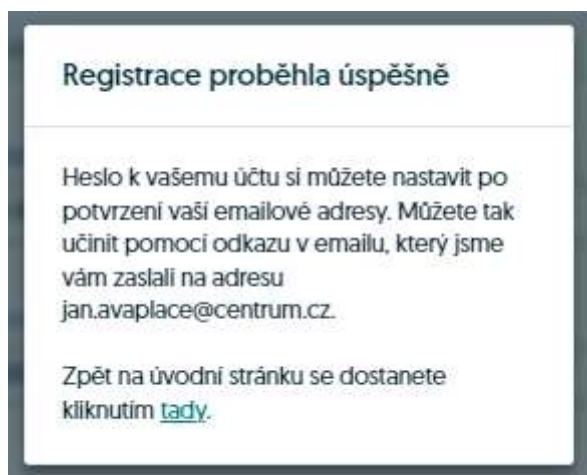 Registrace proběhla úspěšně
Heslo k vašemu účtu si můžete nastavit po
potvrzení vaší emailové adresy. Můžete tak
učinit pomocí odkazu v emailu, který jsme
vám zaslali na adresu
jan.avaplace@centrum.cz.
Zpět na úvodní stránku se dostanete
kliknutím tady.